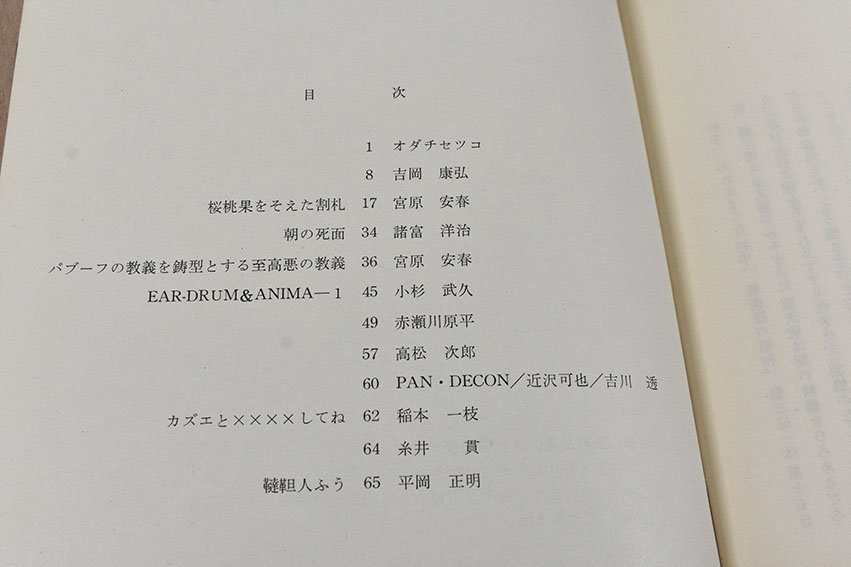 目　次
1 オダチセツコ
8 吉岡 康弘
桜桃果をそえた割札 17 宮原 安春
朝の死面 34 諸富 洋治
バブーフの教義を鋳型とする至高悪の教義 36 宮原 安春
EAR-DRUM&ANIMA—1 45 小杉 武久
49 赤瀬川原平
57 高松 次郎
60 PAN・DECON/近沢可也/吉川 透
カズエと××××してね 62 稲本 一枝
64 糸井 貫
韃靼人ふう 65 平岡 正明